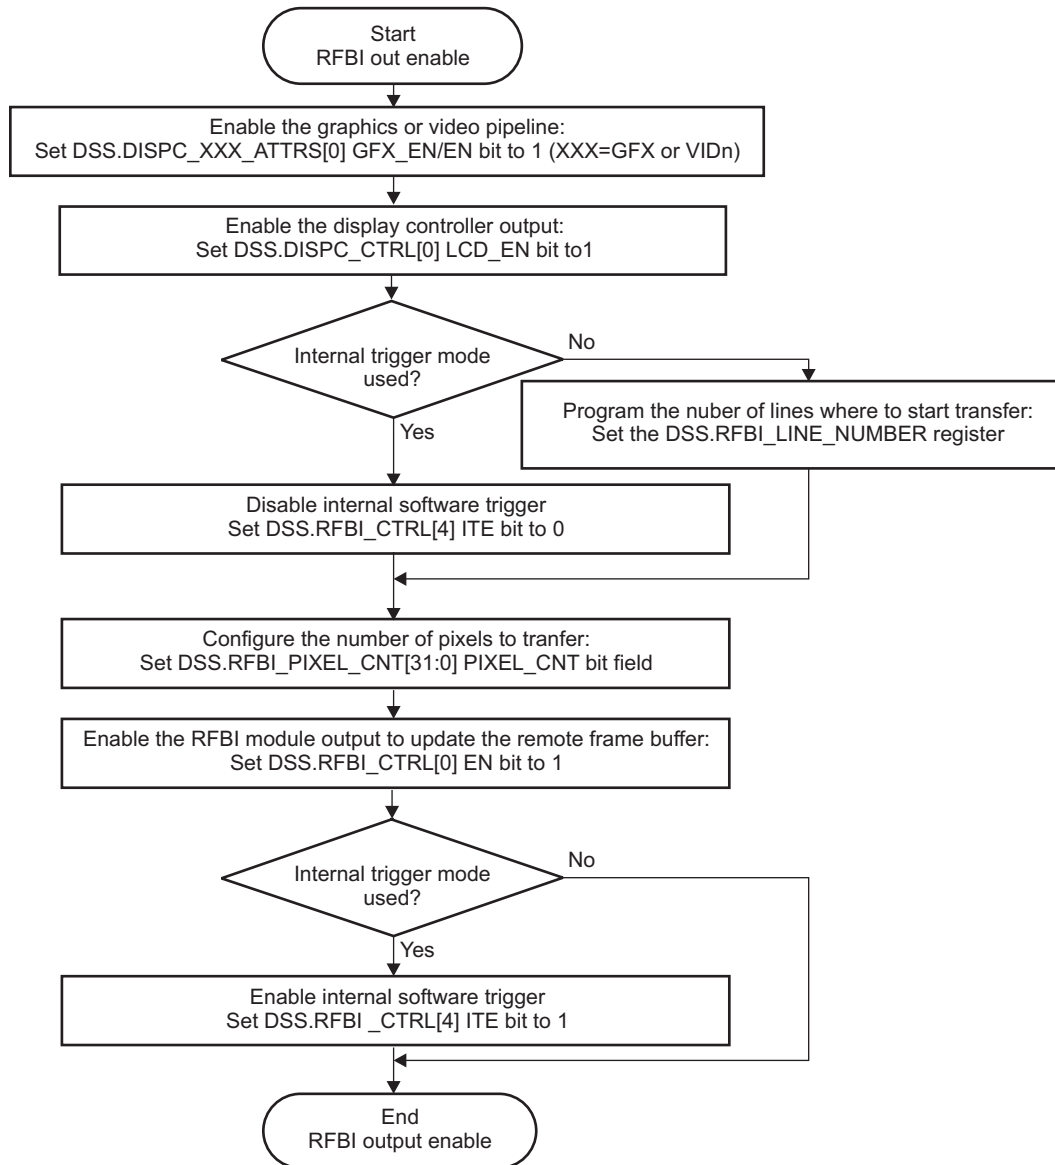 Start
RFBI out enable
Enable the graphics or video pipeline:
Set DSS.DISPC_XXX_ATTRS[0] GFX_EN/EN bit to 1 (XXX=GFX or VIDn)
Enable the display controller output:
Set DSS.DISPC_CTRL[0] LCD_EN bit to1
Internal trigger mode
used?
No
Program the nuber of lines where to start transfer:
Set the DSS.RFBI_LINE_NUMBER register
Yes
Disable internal software trigger
Set DSS.RFBI_CTRL[4] ITE bit to 0
Configure the number of pixels to tranfer:
Set DSS.RFBI_PIXEL_CNT[31:0] PIXEL_CNT bit field
Enable the RFBI module output to update the remote frame buffer:
Set DSS.RFBI_CTRL[0] EN bit to 1
Internal trigger mode
used?
No
Yes
Enable internal software trigger
Set DSS.RFBI _CTRL[4] ITE bit to 1
End
RFBI output enable